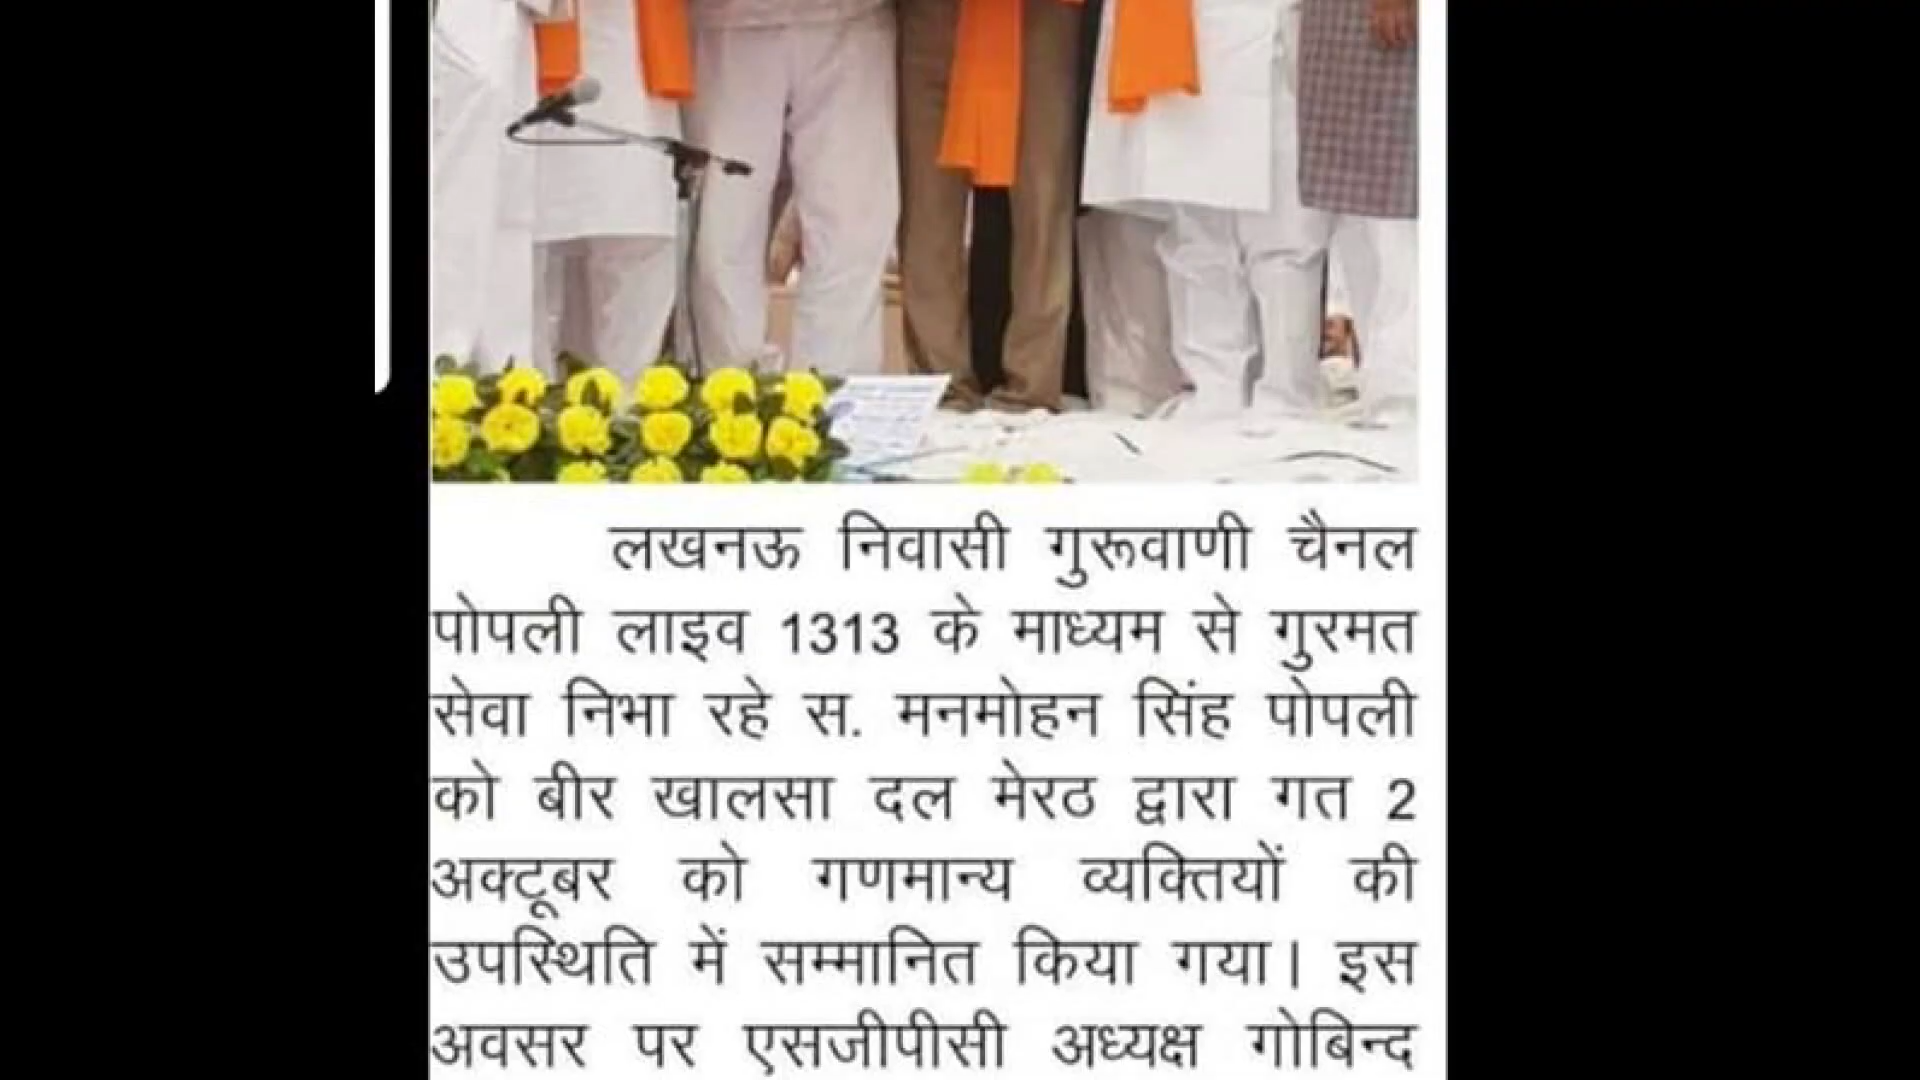 लखनऊ निवासी गुरूवाणी चैनल
पोपली लाइव 1313 के माध्यम से गुरमत
सेवा निभा रहे स. मनमोहन सिंह पोपली
को बीर खालसा दल मेरठ द्वारा गत 2
अक्टूबर को गणमान्य व्यक्तियों की
उपस्थिति में सम्मानित किया गया। इस
अवसर पर एसजीपीसी अध्यक्ष गोबिन्द